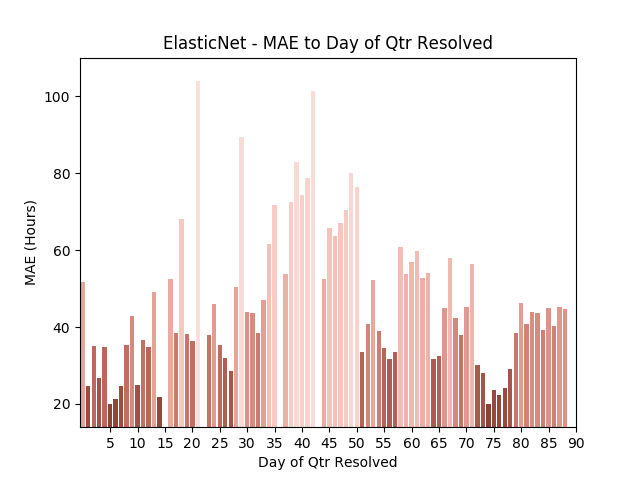 ElasticNet - MAE to Day of Qtr Resolved
100
80
60
40
20
MAE (Hours)
5 10 15 20 25 30 35 40 45 50 55 60 65 70 75 80 85 90
Day of Qtr Resolved